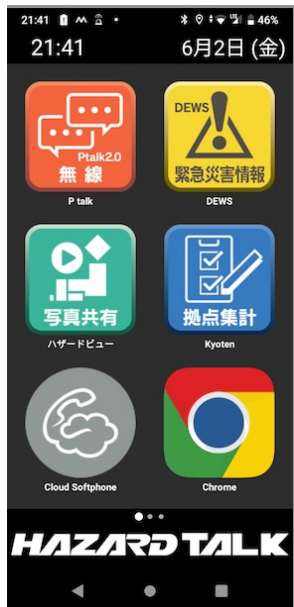 21:41
46%
21:41 6月2日 (金)
Ptalk2.0
無線
P talk
DEWS
緊急災害情報
DEWS
写真共有
ハザードビュー
拠点集計
Kyoten
Cloud Softphone
Chrome
HAZARD TALK